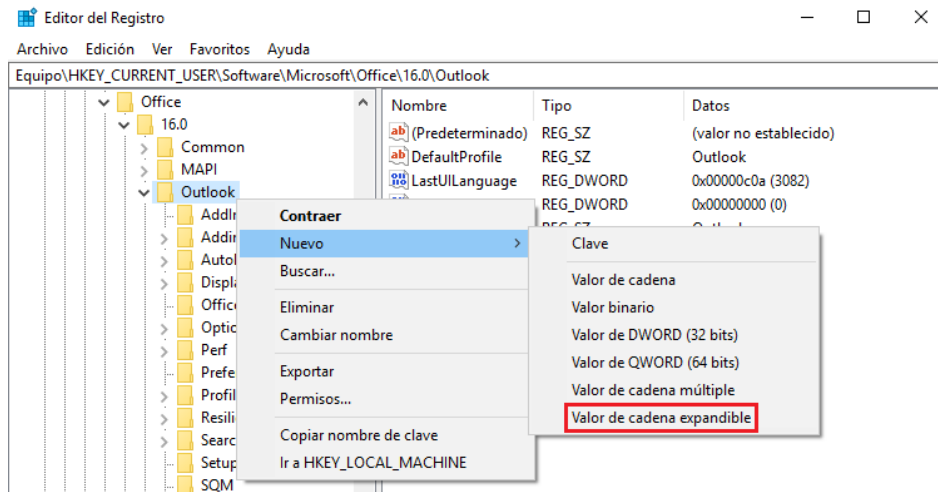 Editor del Registro
Archivo Edición Ver Favoritos Ayuda
Equipo\HKEY_CURRENT_USER\Software\Microsoft\Office\16.0\Outlook
Office
16.0
Common
MAPI
Outlook
Nombre Tipo Datos
(Predeterminado) REG_SZ (valor no establecido)
DefaultProfile REG_SZ Outlook
LastUILanguage REG_DWORD 0x00000c0a (3082)
REG_DWORD 0x00000000 (0)
Contraer
Nuevo
Buscar...
Eliminar
Cambiar nombre
Exportar
Permisos...
Copiar nombre de clave
Ir a HKEY_LOCAL_MACHINE
Clave
Valor de cadena
Valor binario
Valor de DWORD (32 bits)
Valor de QWORD (64 bits)
Valor de cadena múltiple
Valor de cadena expandible
Perf
SQM